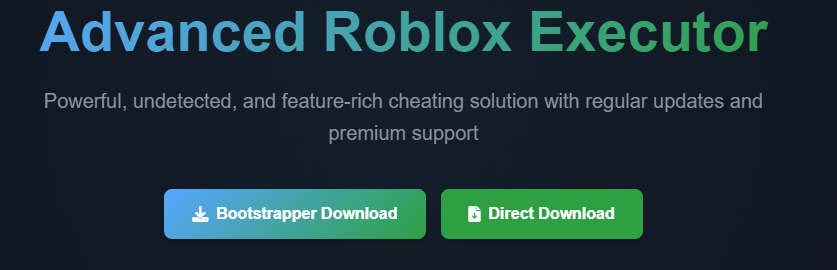 Advanced Roblox Executor
Powerful, undetected, and feature-rich cheating solution with regular updates and
premium support
Bootstrapper Download
Direct Download